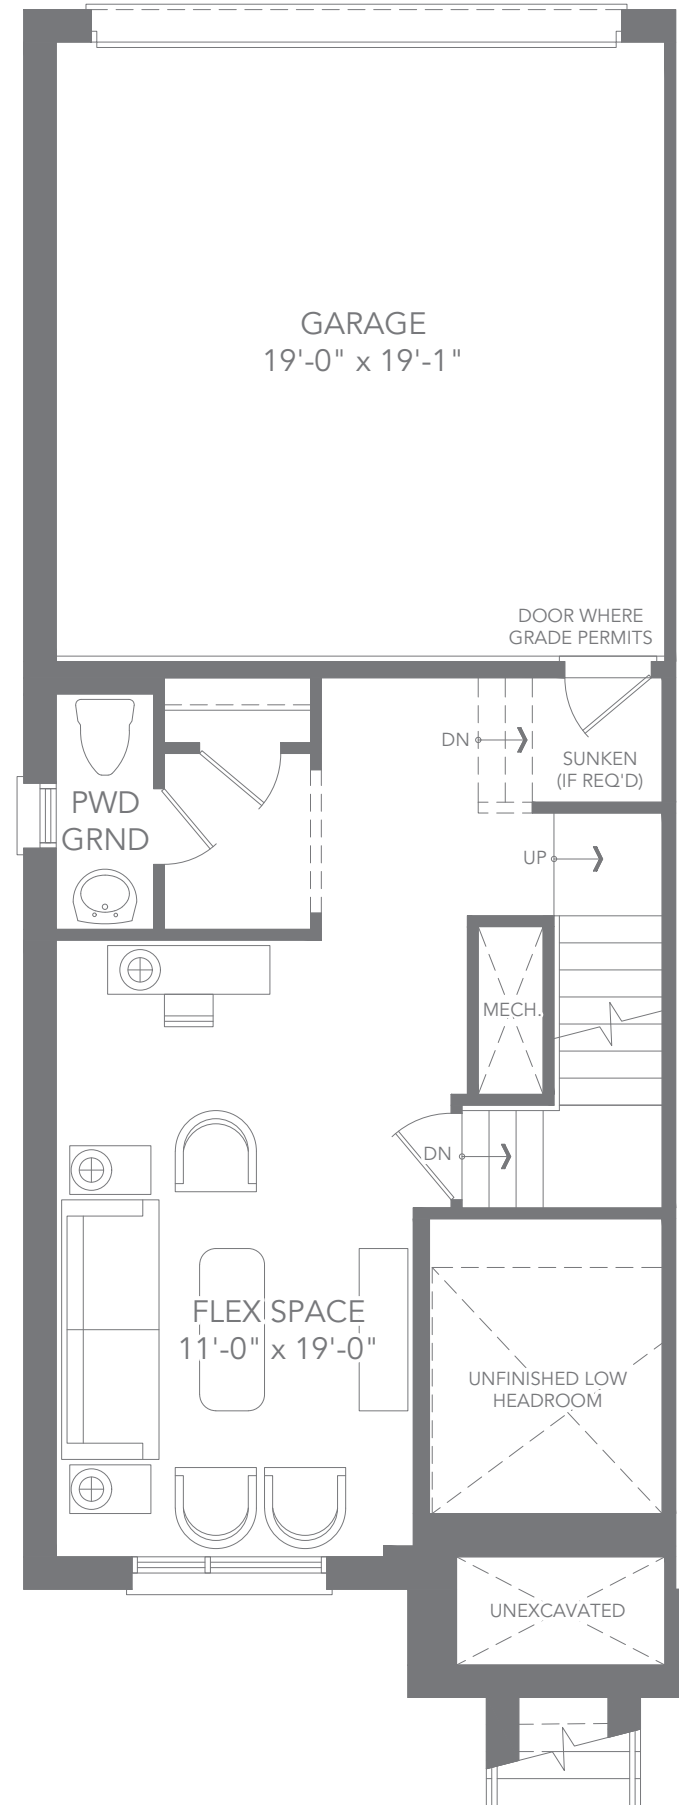 GARAGE
19'-0" x 19'-1"
DOOR WHERE
GRADE PERMITS
DN
SUNKEN
(IF REQ'D)
PWD
GRND
UP
MECH.
DN
FLEX SPACE
11'-0" x 19'-0"
UNFINISHED LOW
HEADROOM
UNEXCAVATED